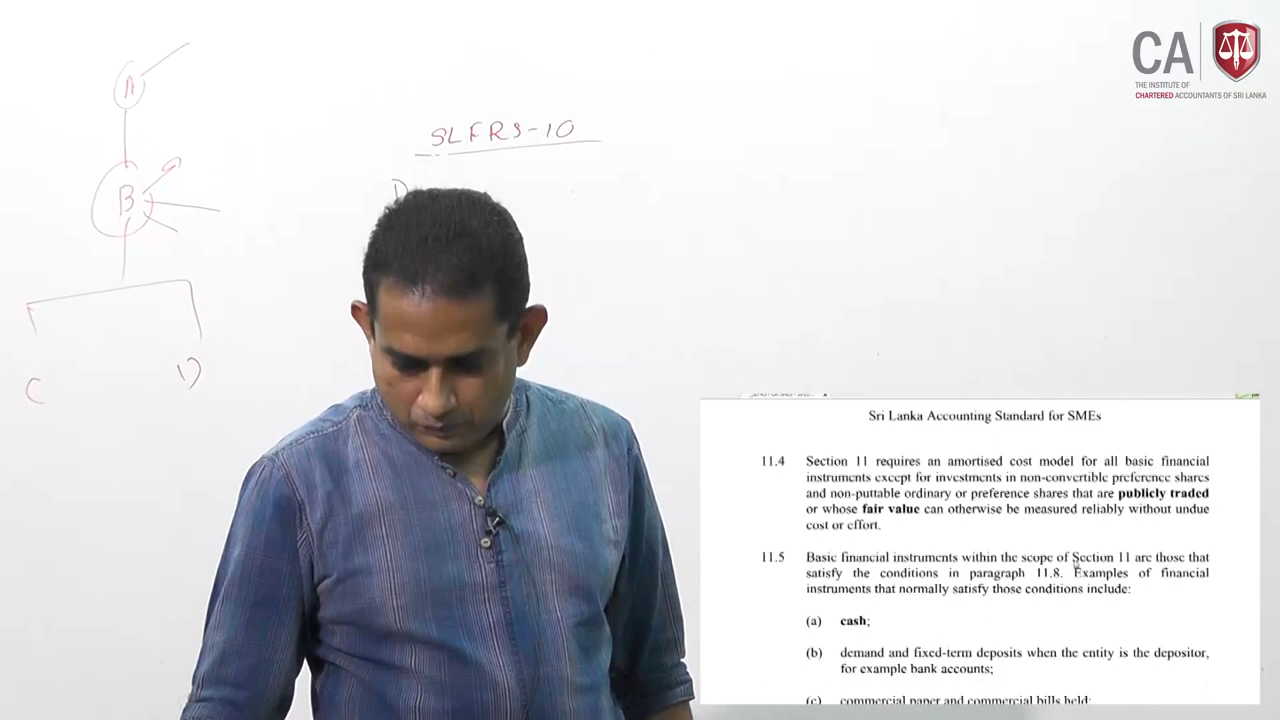 CA
THE INSTITUTE OF
CHARTERED ACCOUNTANTS OF SRI LANKA
A
SLFRS-10
B
D
C
D
Sri Lanka Accounting Standard for SMEs
11.4 Section 11 requires an amortised cost model for all basic financial
instruments except for investments in non-convertible preference shares
and non-puttable ordinary or preference shares that are publicly traded
or whose fair value can otherwise be measured reliably without undue
cost or effort.
11.5 Basic financial instruments within the scope of Section 11 are those that
satisfy the conditions in paragraph 11.8. Examples of financial
instruments that normally satisfy those conditions include:
(a) cash;
(b) demand and fixed-term deposits when the entity is the depositor,
for example bank accounts;
(c) commercial paper and commercial bills held;